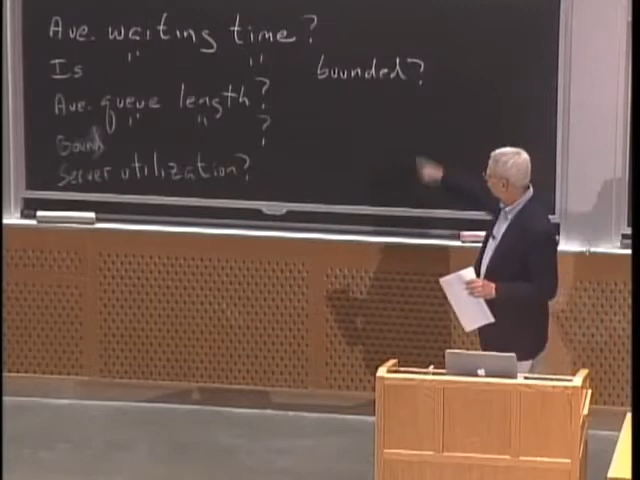 Ave. waiting time?
Is " " bounded?
Ave. queue length?
" " ?
Server utilization?